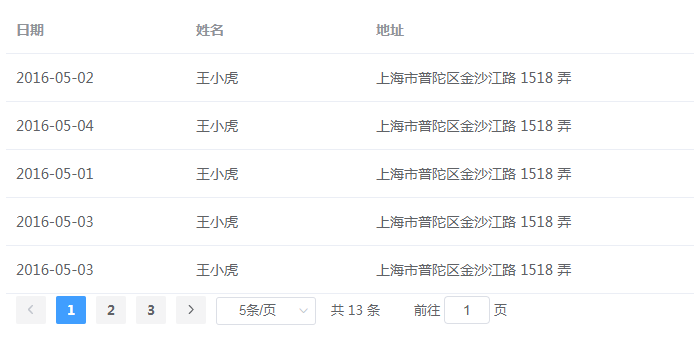 日期 姓名 地址
2016-05-02 王小虎 上海市普陀区金沙江路 1518 弄
2016-05-04 王小虎 上海市普陀区金沙江路 1518 弄
2016-05-01 王小虎 上海市普陀区金沙江路 1518 弄
2016-05-03 王小虎 上海市普陀区金沙江路 1518 弄
2016-05-03 王小虎 上海市普陀区金沙江路 1518 弄
1 2 3 5条/页 共 13 条 前往 1 页